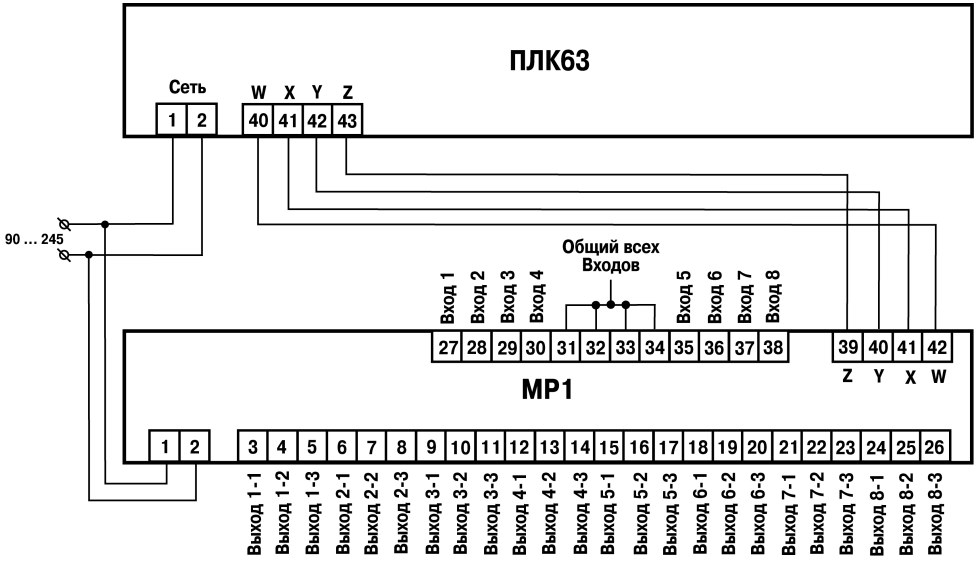 ПЛК63
Сеть
W X Y Z
1 2 40 41 42 43
90 ... 245
Общий всех
Входов
Вход 1 Вход 2 Вход 3 Вход 4 Вход 5 Вход 6 Вход 7 Вход 8
27 28 29 30 31 32 33 34 35 36 37 38 39 40 41 42
Z Y X W
МР1
1 2 3 4 5 6 7 8 9 10 11 12 13 14 15 16 17 18 19 20 21 22 23 24 25 26
Выход 1-1
Выход 1-2
Выход 1-3
Выход 2-1
Выход 2-2
Выход 2-3
Выход 3-1
Выход 3-2
Выход 3-3
Выход 4-1
Выход 4-2
Выход 4-3
Выход 5-1
Выход 5-2
Выход 5-3
Выход 6-1
Выход 6-2
Выход 6-3
Выход 7-1
Выход 7-2
Выход 7-3
Выход 8-1
Выход 8-2
Выход 8-3